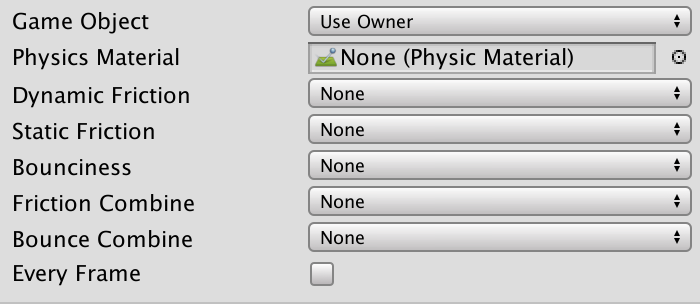 Game Object Use Owner
Physics Material None (Physic Material)
Dynamic Friction None
Static Friction None
Bounciness None
Friction Combine None
Bounce Combine None
Every Frame